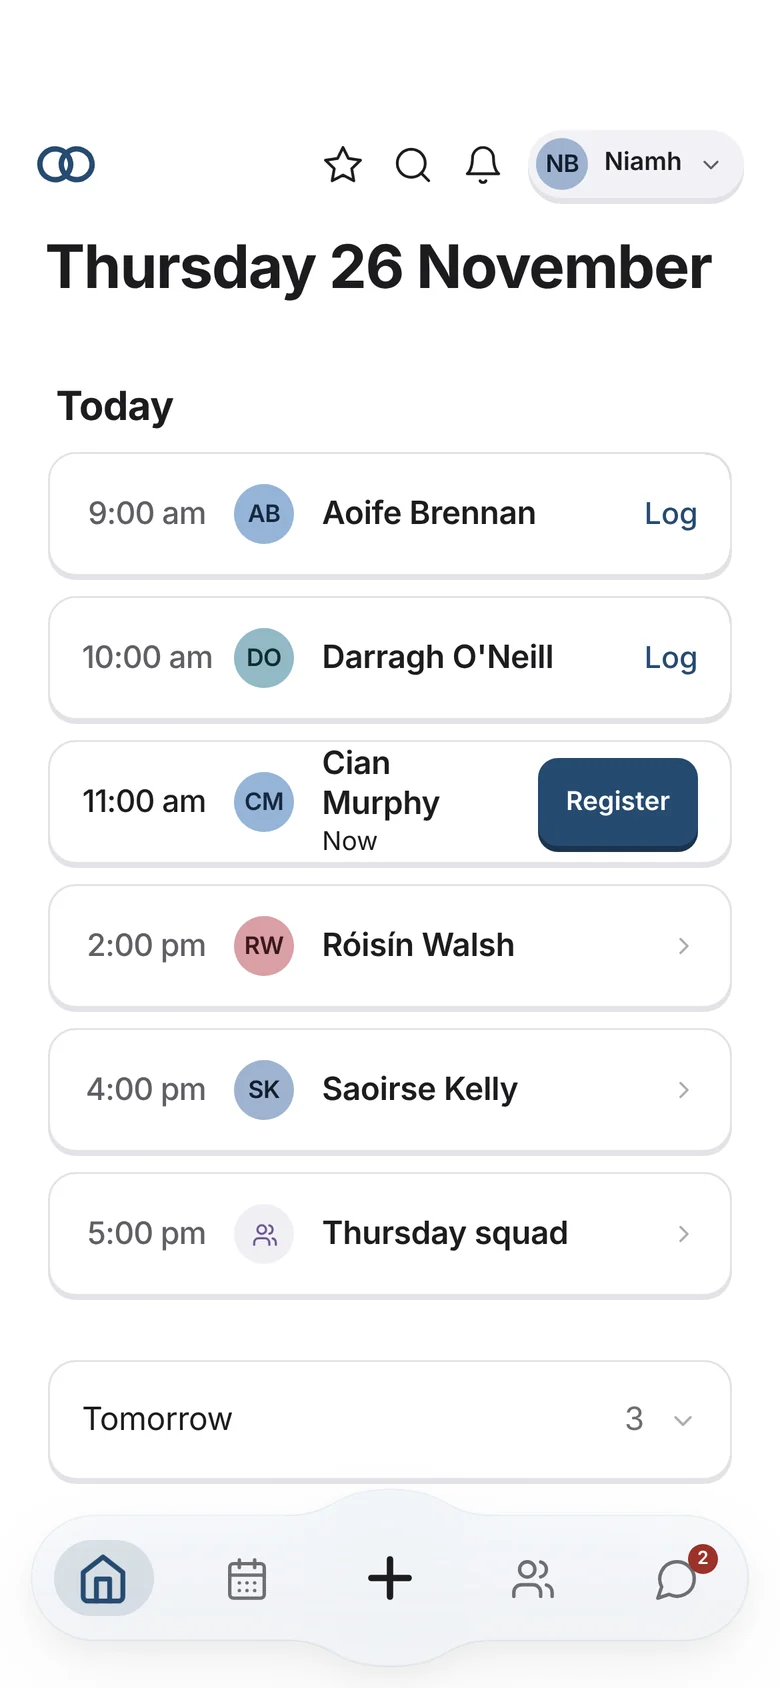 NB Niamh
Thursday 26 November
Today
9:00 am AB Aoife Brennan Log
10:00 am DO Darragh O'Neill Log
11:00 am CM Cian
Murphy
Now
Register
2:00 pm RW Róisín Walsh
4:00 pm SK Saoirse Kelly
5:00 pm Thursday squad
Tomorrow 3
2